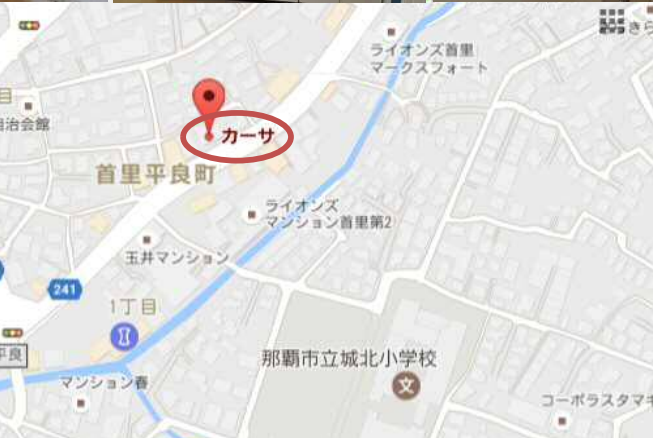 きら
ライオンズ首里
マークスフォート
目
自治会館
カーサ
首里平良町
ライオンズ
マンション首里第2
玉井マンション
241
1丁目
平良
那覇市立城北小学校
文
マンション春
コーポラスタマキ